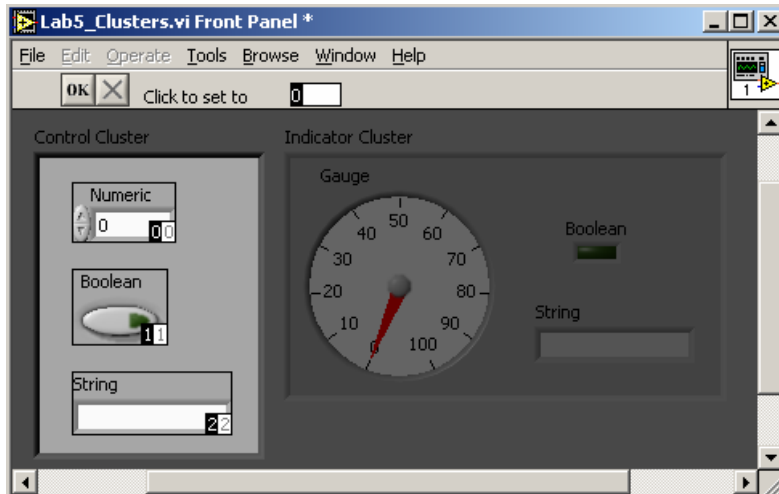 Lab5_Clusters.vi Front Panel *
File Edit Operate Tools Browse Window Help
OK Click to set to 0
1
Control Cluster
Numeric
0 0 0
Boolean
1 1
String
2 2
Indicator Cluster
Gauge
0 10 20 30 40 50 60 70 80 90 100
Boolean
String